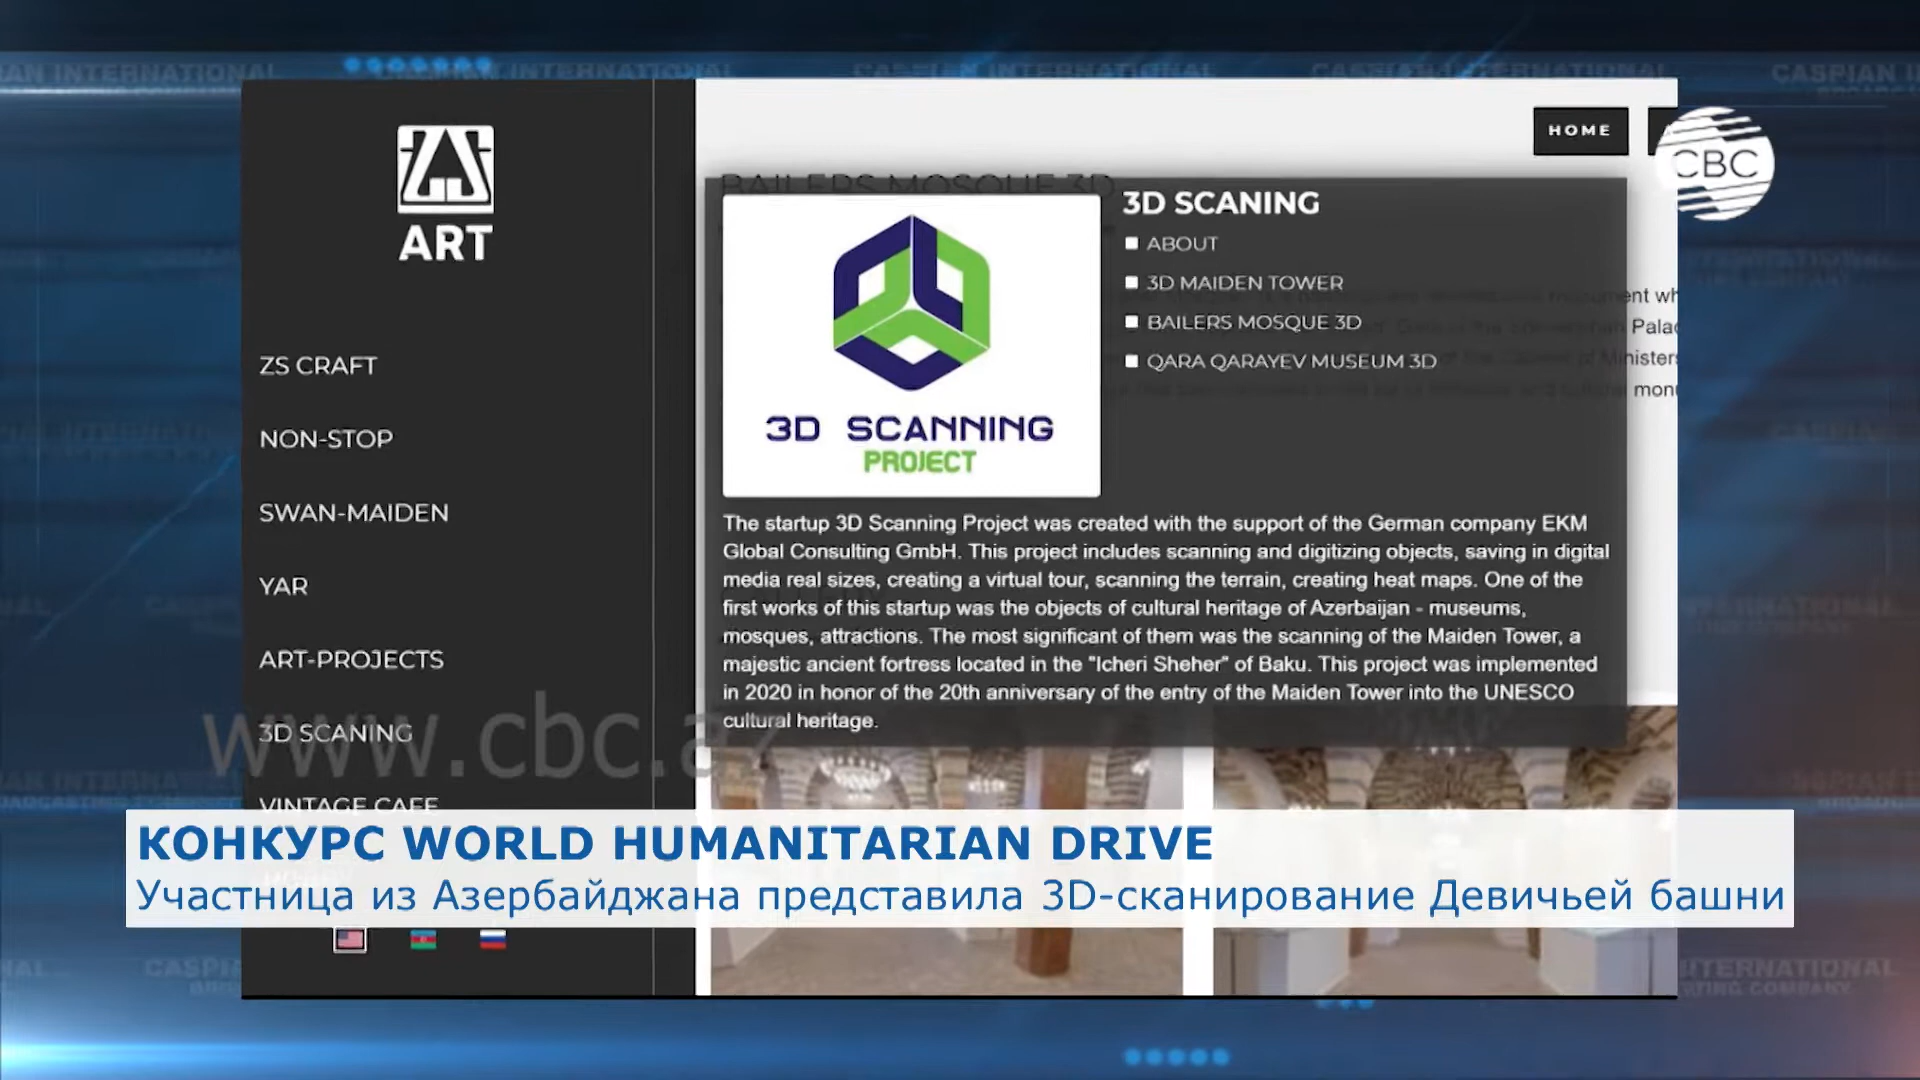 CASPIAN INTERNATIONAL
HOME
CBC
ZS
ART
BAILERS MOSQUE 3D
3D SCANING
ABOUT
3D MAIDEN TOWER
BAILERS MOSQUE 3D
QARA QARAYEV MUSEUM 3D
3D SCANNING
PROJECT
ZS CRAFT
NON-STOP
SWAN-MAIDEN
YAR
ART-PROJECTS
3D SCANING
VINTAGE CAFE
The startup 3D Scanning Project was created with the support of the German company EKM
Global Consulting GmbH. This project includes scanning and digitizing objects, saving in digital
media real sizes, creating a virtual tour, scanning the terrain, creating heat maps. One of the
first works of this startup was the objects of cultural heritage of Azerbaijan - museums,
mosques, attractions. The most significant of them was the scanning of the Maiden Tower, a
majestic ancient fortress located in the "Icheri Sheher" of Baku. This project was implemented
in 2020 in honor of the 20th anniversary of the entry of the Maiden Tower into the UNESCO
cultural heritage.
www.cbc.az
КОНКУРС WORLD HUMANITARIAN DRIVE
Участница из Азербайджана представила 3D-сканирование Девичьей башни